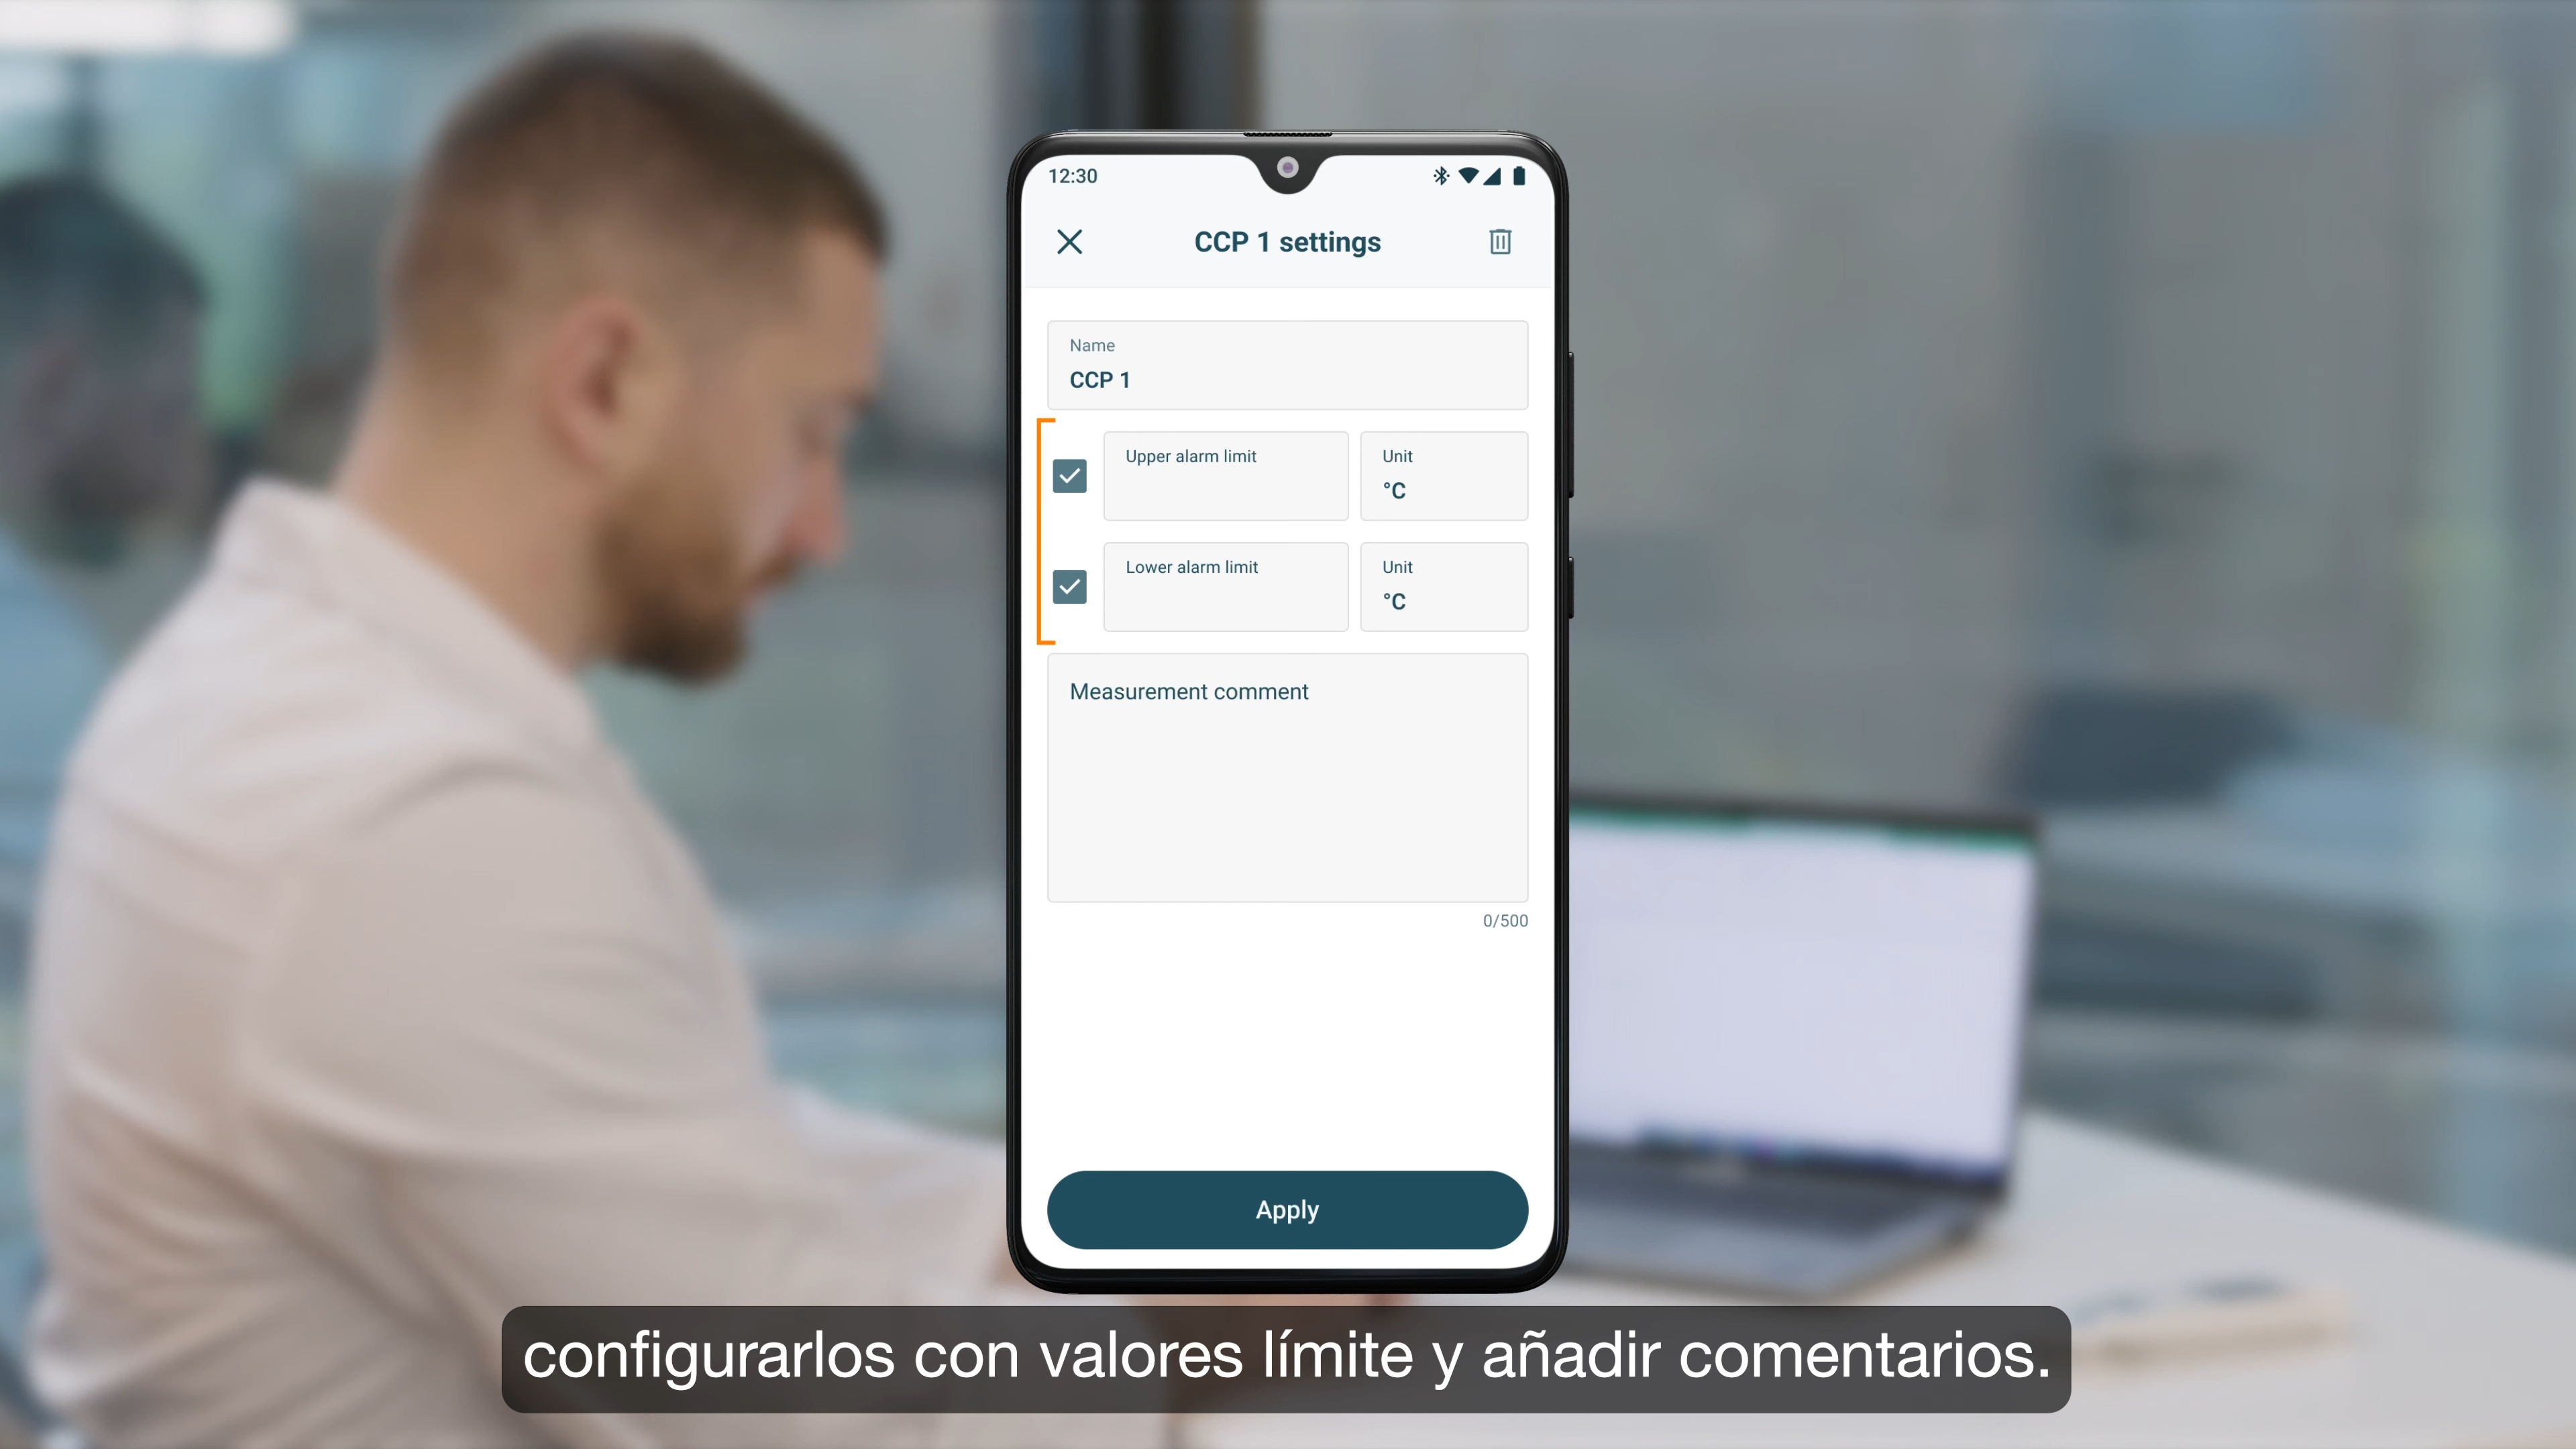 12:30
CCP 1 settings
Name
CCP 1
Upper alarm limit
Unit
°C
Lower alarm limit
Unit
°C
Measurement comment
0/500
Apply
configurarlos con valores límite y añadir comentarios.